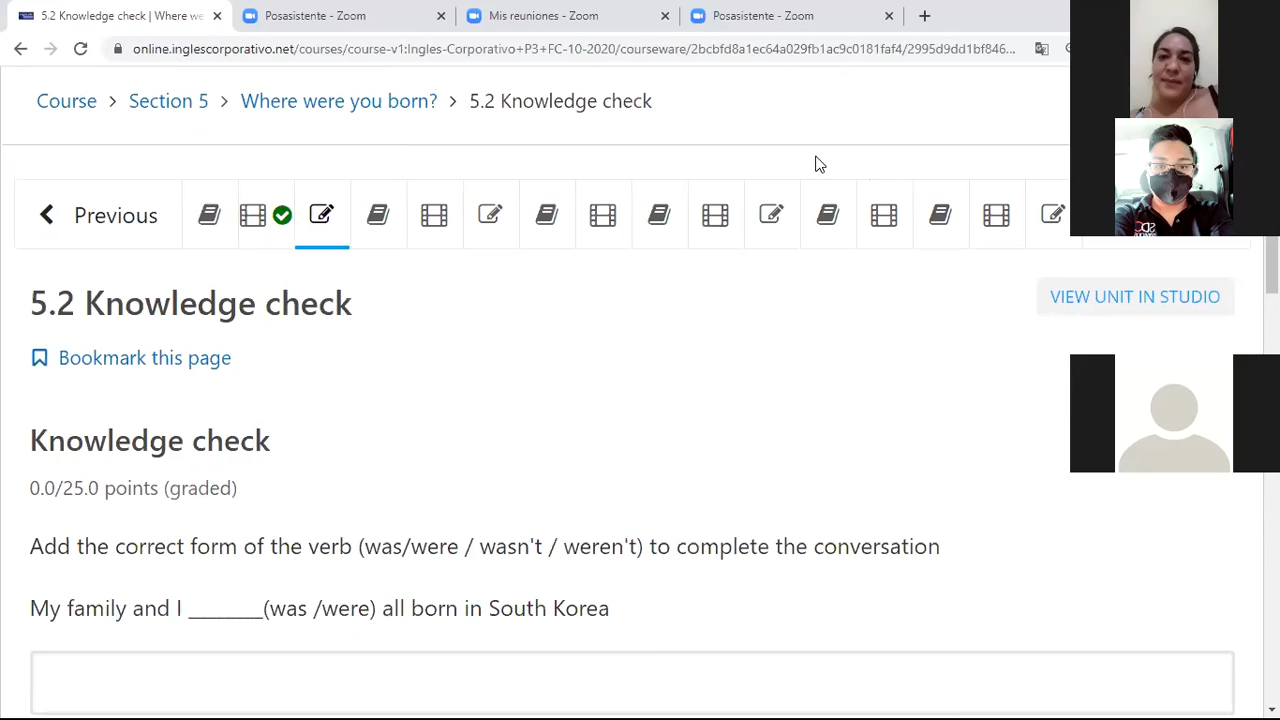 5.2 Knowledge check | Where we
Posasistente - Zoom
Mis reuniones - Zoom
Posasistente - Zoom
online.inglescorporativo.net/courses/course-v1:Ingles-Corporativo+P3+FC-10-2020/courseware/2bcbfd8a1ec64a029fb1ac9c0181faf4/2995d9dd1bf846...
Course > Section 5 > Where were you born? > 5.2 Knowledge check
Previous
5.2 Knowledge check
VIEW UNIT IN STUDIO
Bookmark this page
Knowledge check
0.0/25.0 points (graded)
Add the correct form of the verb (was/were / wasn't / weren't) to complete the conversation
My family and I ________(was /were) all born in South Korea